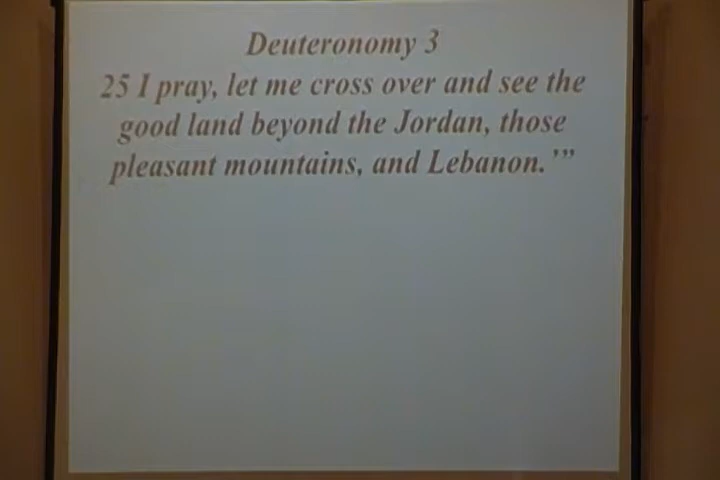 Deuteronomy 3
25 I pray, let me cross over and see the
good land beyond the Jordan, those
pleasant mountains, and Lebanon.’”